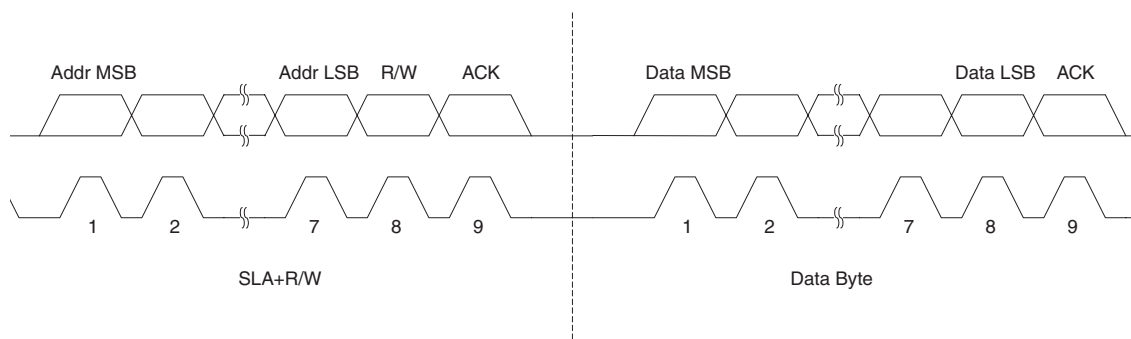 Addr MSB Addr LSB R/W ACK Data MSB Data LSB ACK
1 2 7 8 9 1 2 7 8 9
SLA+R/W Data Byte